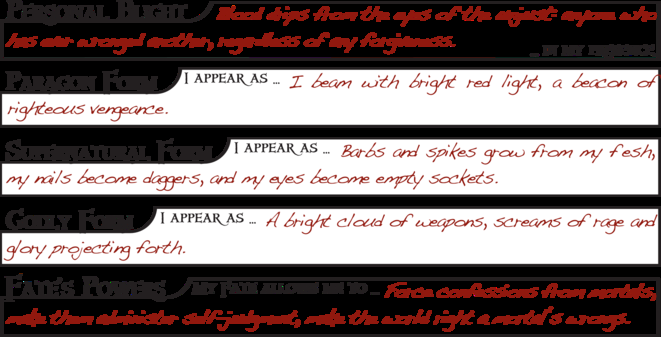 Personal Blight Blood drips from the eyes of the unjust: anyone who
has ever wronged another, regardless of my forgiveness.
... in my presence
Paragon Form I appear as ... I beam with bright red light, a beacon of
righteous vengeance.
Supernatural Form I appear as ... Barbs and spikes grow from my flesh,
my nails become daggers, and my eyes become empty sockets.
Godly Form I appear as ... A bright cloud of weapons, screams of rage and
glory projecting forth.
Fate's Powers My Fate allows me to ... Force confessions from mortals,
make them administer self-judgment, make the world right a mortal's wrongs.